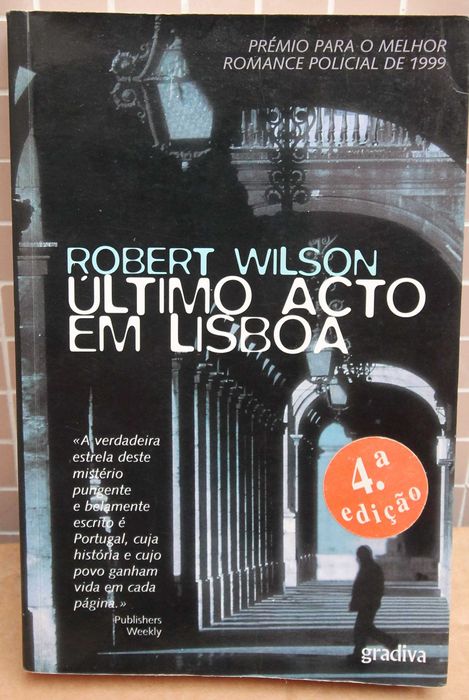 PRÉMIO PARA O MELHOR
ROMANCE POLICIAL DE 1999
ROBERT WILSON
ÚLTIMO ACTO
EM LISBOA
«A verdadeira
estrela deste
mistério
pungente
e belamente
escrito é
Portugal, cuja
história e cujo
povo ganham
vida em cada
página.»
Publishers
Weekly
4.ª
edição
gradiva